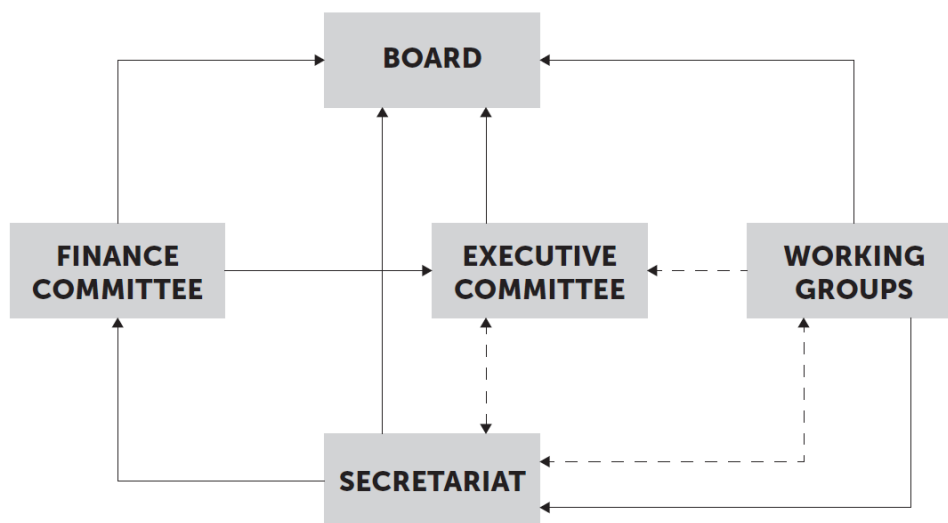 BOARD
FINANCE
COMMITTEE
EXECUTIVE
COMMITTEE
WORKING
GROUPS
SECRETARIAT